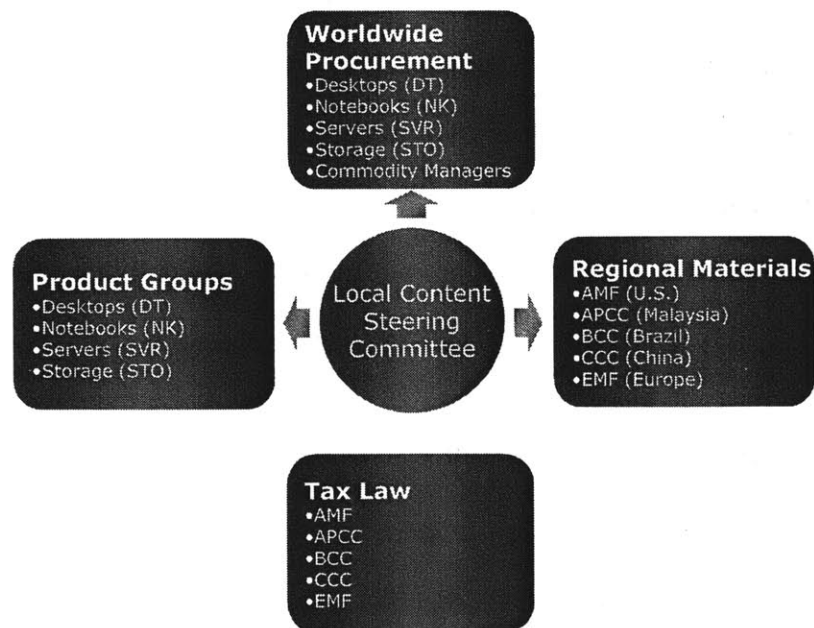 Worldwide
Procurement
•Desktops (DT)
•Notebooks (NK)
•Servers (SVR)
•Storage (STO)
•Commodity Managers
Product Groups
•Desktops (DT)
•Notebooks (NK)
•Servers (SVR)
•Storage (STO)
Local Content
Steering
Committee
Regional Materials
•AMF (U.S.)
•APCC (Malaysia)
•BCC (Brazil)
•CCC (China)
•EMF (Europe)
Tax Law
•AMF
•APCC
•BCC
•CCC
•EMF